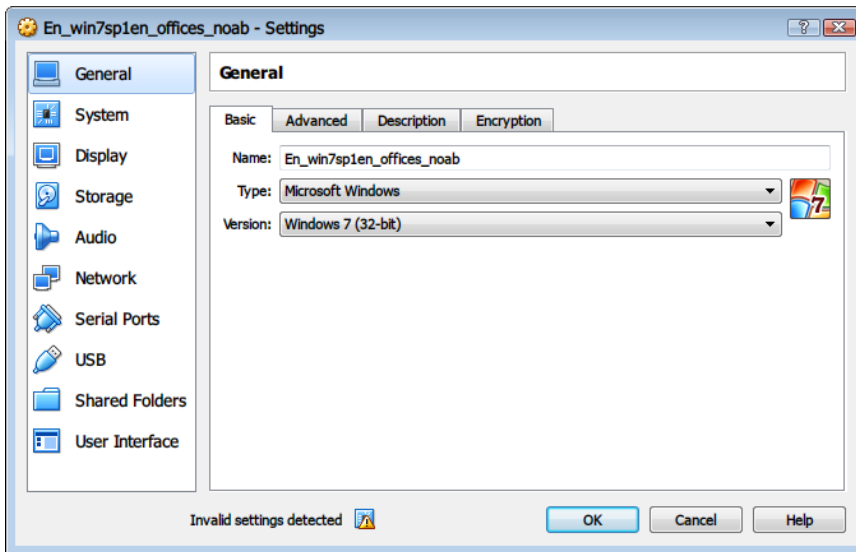 En_win7sp1en_offices_noab - Settings
General
System
Display
Storage
Audio
Network
Serial Ports
USB
Shared Folders
User Interface
General
Basic Advanced Description Encryption
Name: En_win7sp1en_offices_noab
Type: Microsoft Windows
Version: Windows 7 (32-bit)
7
Invalid settings detected
OK Cancel Help